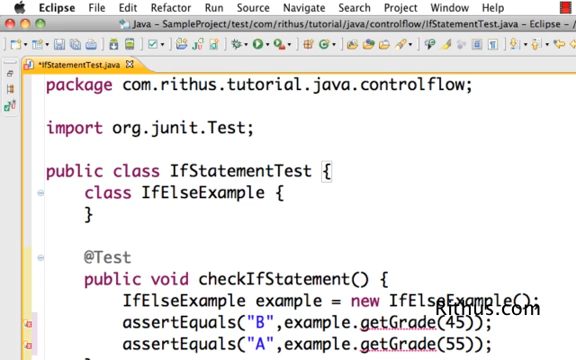 Eclipse File Edit Refactor Source Navigate Search Project Run Window Help
Java - SampleProject/test/com/rithus/tutorial/java/controlflow/IfStatementTest.java - Eclipse
*IfStatementTest.java
package com.rithus.tutorial.java.controlflow;
import org.junit.Test;
public class IfStatementTest {
class IfElseExample {
}
@Test
public void checkIfStatement() {
IfElseExample example = new IfElseExample();
Rithus.com
assertEquals("B",example.getGrade(45));
assertEquals("A",example.getGrade(55));